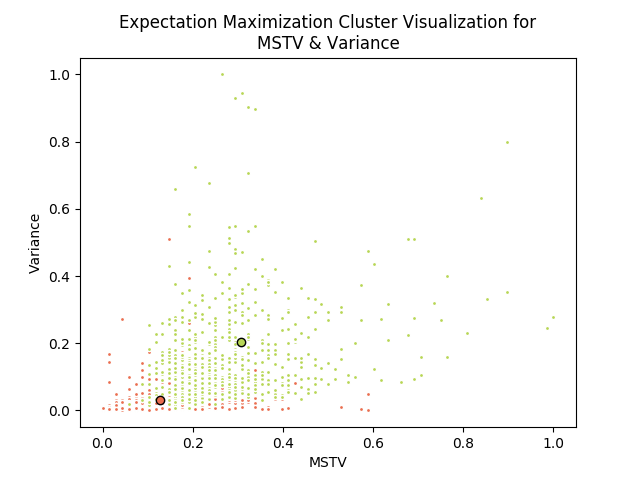 Expectation Maximization Cluster Visualization for
MSTV & Variance
1.0
0.8
0.6
0.4
0.2
0.0
Variance
0.0 0.2 0.4 0.6 0.8 1.0
MSTV